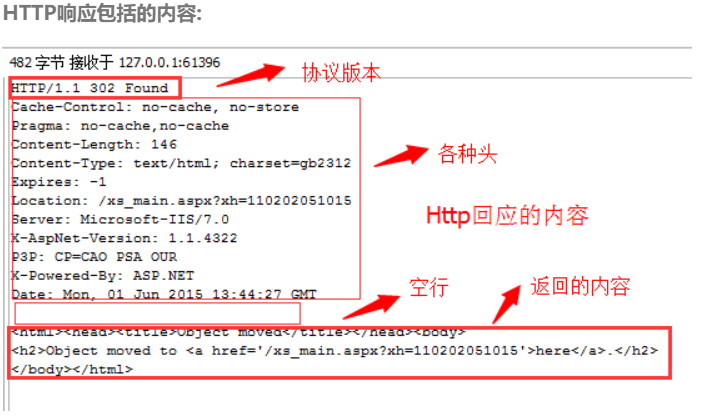 HTTP响应包括的内容:
482 字节 接收于 127.0.0.1:61396
HTTP/1.1 302 Found
协议版本
Cache-Control: no-cache, no-store
Pragma: no-cache,no-cache
Content-Length: 146
各种头
Content-Type: text/html; charset=gb2312
Expires: -1
Location: /xs_main.aspx?xh=110202051015
Http回应的内容
Server: Microsoft-IIS/7.0
X-AspNet-Version: 1.1.4322
P3P: CP=CAO PSA OUR
X-Powered-By: ASP.NET
空行
返回的内容
Date: Mon, 01 Jun 2015 13:44:27 GMT
<html><head><title>Object moved</title></head><body>
<h2>Object moved to <a href='/xs_main.aspx?xh=110202051015'>here</a>.</h2>
</body></html>